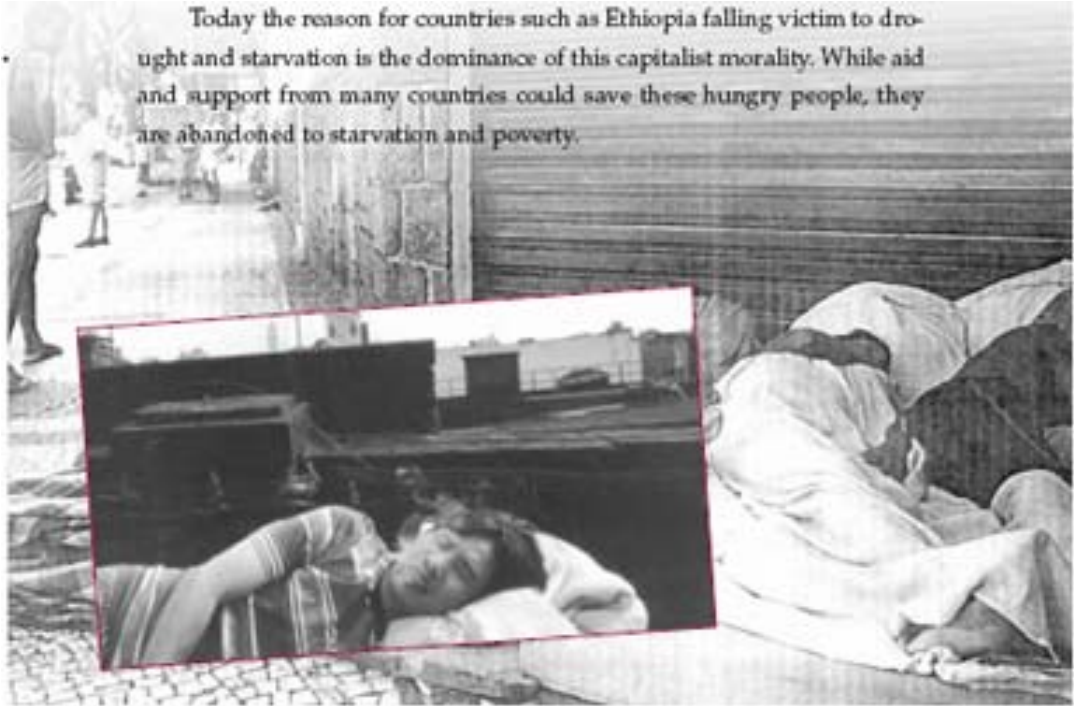 Today the reason for countries such as Ethiopia falling victim to dro-
ught and starvation is the dominance of this capitalist morality. While aid
and support from many countries could save these hungry people, they
are abandoned to starvation and poverty.